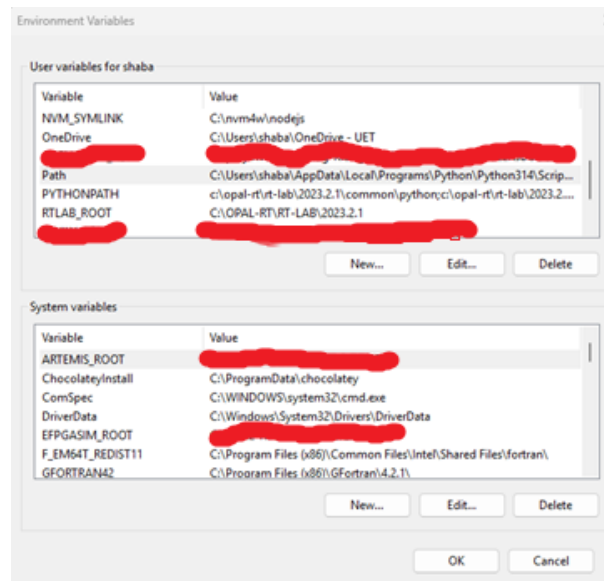 Environment Variables
User variables for shaba
Variable Value
NVM_SYMLINK C:\nvm4w\nodejs
OneDrive C:\Users\shaba\OneDrive - UET
Path C:\Users\shaba\AppData\Local\Programs\Python\Python314\Scrip...
PYTHONPATH c:\opal-rt\rt-lab\2023.2.1\common\python;c:\opal-rt\rt-lab\2023.2....
RTLAB_ROOT C:\OPAL-RT\RT-LAB\2023.2.1
New... Edit... Delete
System variables
Variable Value
ARTEMIS_ROOT
ChocolateyInstall C:\ProgramData\chocolatey
ComSpec C:\WINDOWS\system32\cmd.exe
DriverData C:\Windows\System32\Drivers\DriverData
EFPGASIM_ROOT
F_EM64T_REDIST11 C:\Program Files (x86)\Common Files\Intel\Shared Files\fortran\
GFORTRAN42 C:\Program Files (x86)\GFortran\4.2.1\
New... Edit... Delete
OK Cancel